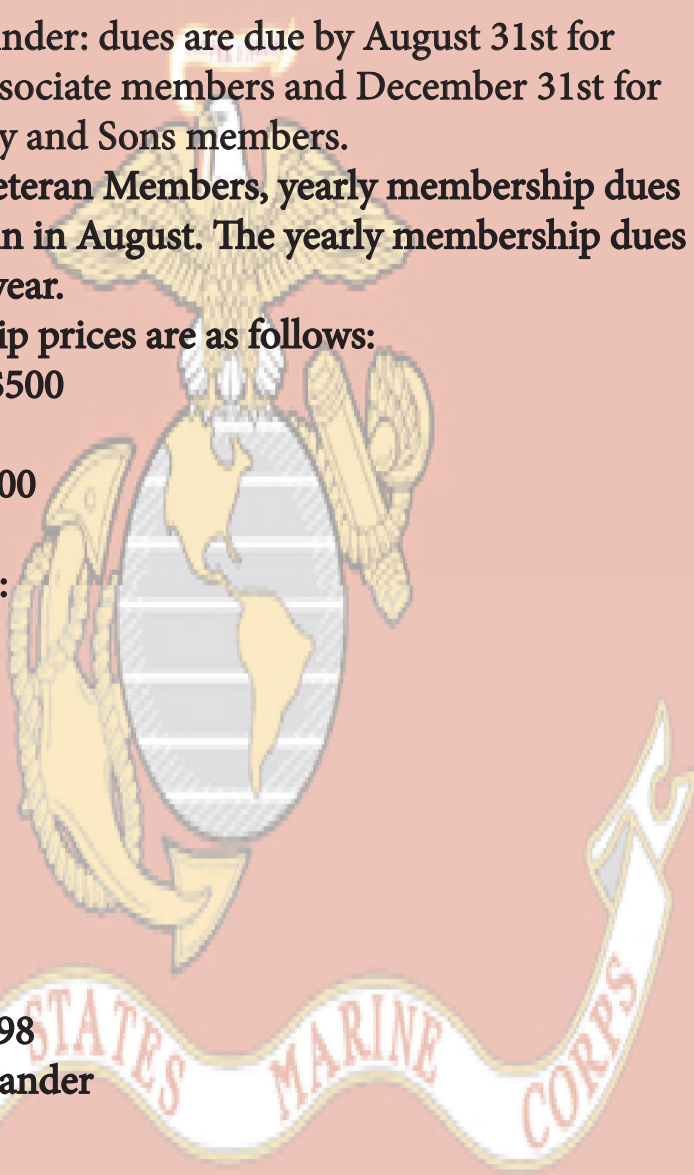 nder: dues are due by August 31st for
sociate members and December 31st for
y and Sons members.
eteran Members, yearly membership dues
n in August. The yearly membership dues
year.
ip prices are as follows:
$500
00
:
98
ander
STATES MARINE CORPS